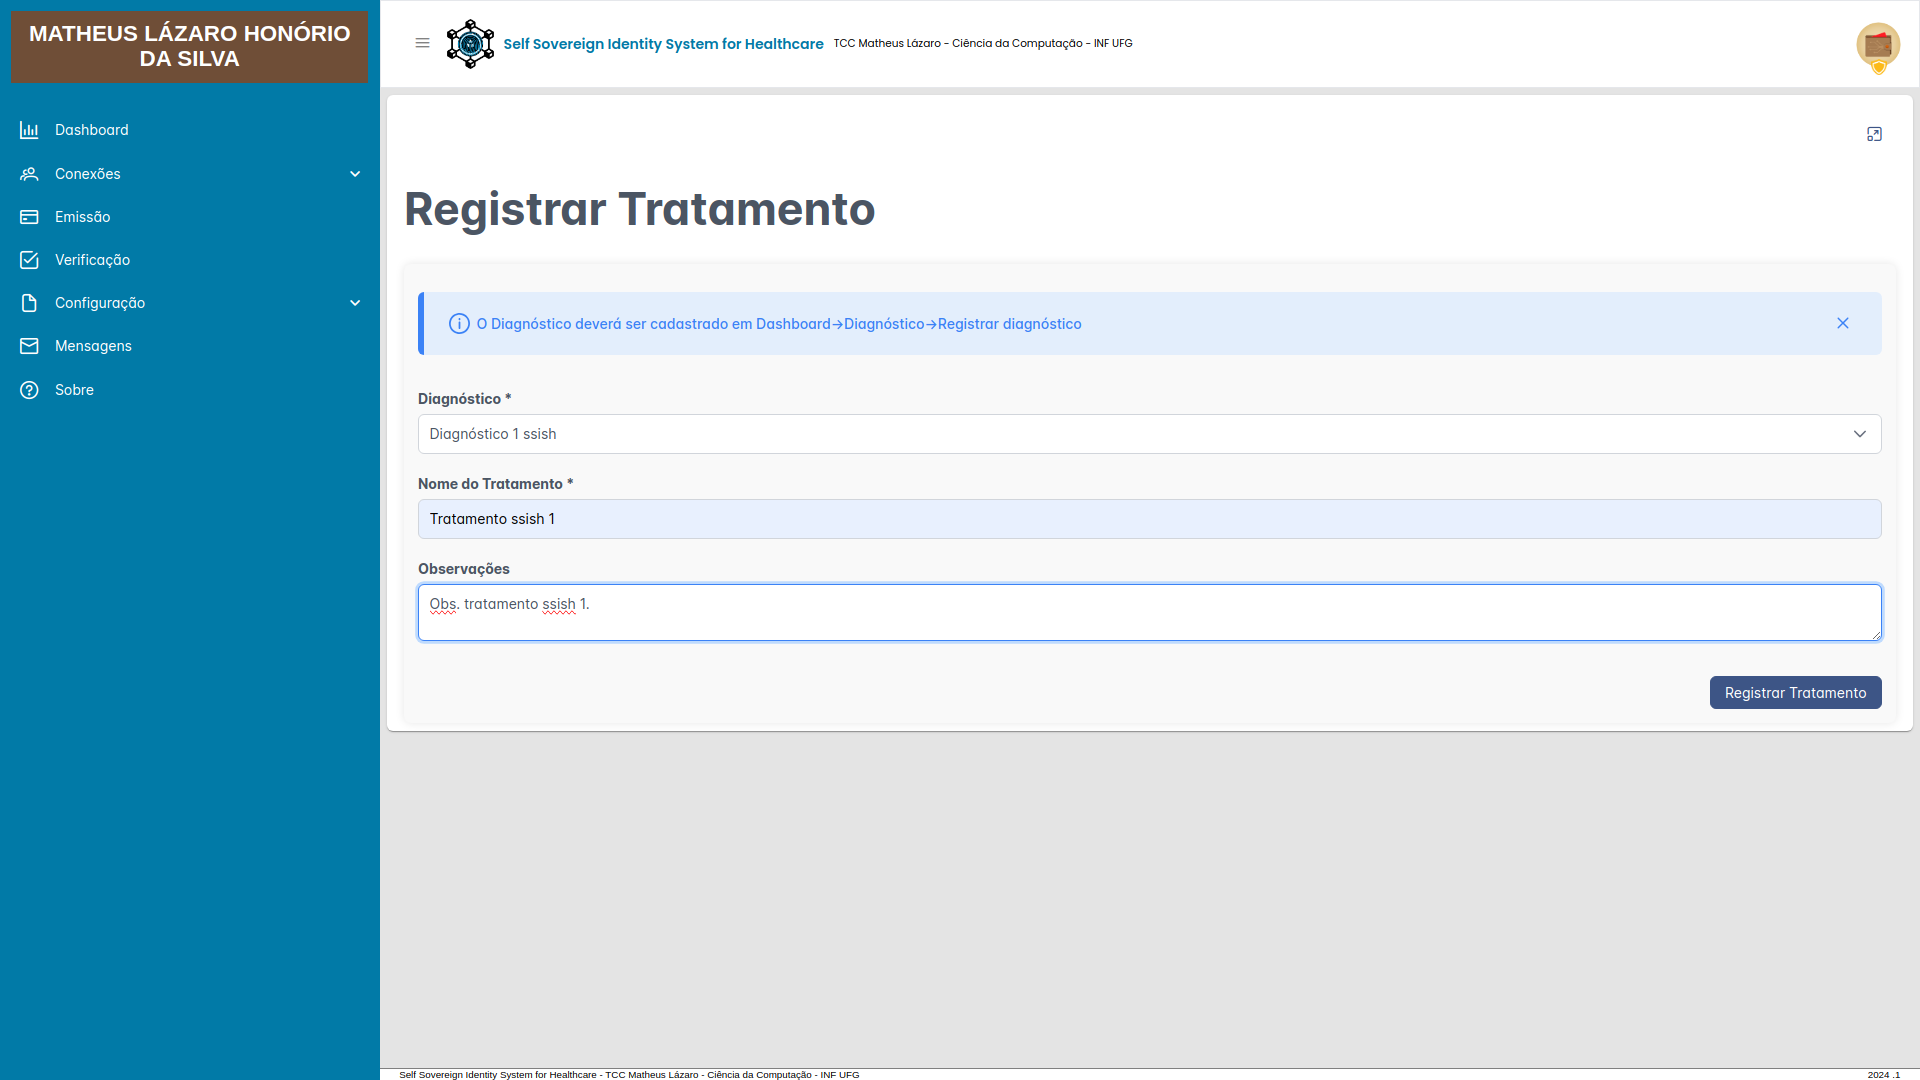 MATHEUS LÁZARO HONÓRIO
DA SILVA
Dashboard
Conexões
Emissão
Verificação
Configuração
Mensagens
Sobre
Self Sovereign Identity System for Healthcare TCC Matheus Lázaro - Ciência da Computação - INF UFG
Registrar Tratamento
O Diagnóstico deverá ser cadastrado em Dashboard→Diagnóstico→Registrar diagnóstico
Diagnóstico *
Diagnóstico 1 ssish
Nome do Tratamento *
Tratamento ssish 1
Observações
Obs. tratamento ssish 1.
Registrar Tratamento
Self Sovereign Identity System for Healthcare - TCC Matheus Lázaro - Ciência da Computação - INF UFG
2024 .1